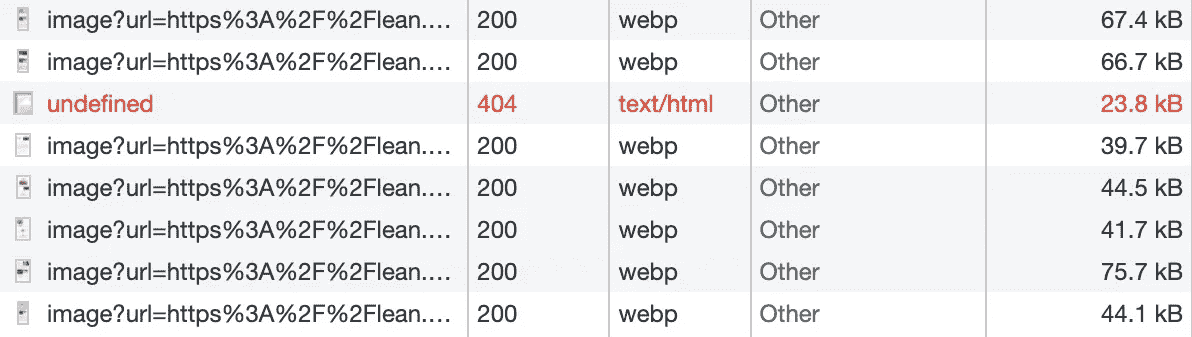 image?url=https%3A%2F%2Flean.... 200 webp Other 67.4 kB
image?url=https%3A%2F%2Flean.... 200 webp Other 66.7 kB
undefined 404 text/html Other 23.8 kB
image?url=https%3A%2F%2Flean.... 200 webp Other 39.7 kB
image?url=https%3A%2F%2Flean.... 200 webp Other 44.5 kB
image?url=https%3A%2F%2Flean.... 200 webp Other 41.7 kB
image?url=https%3A%2F%2Flean.... 200 webp Other 75.7 kB
image?url=https%3A%2F%2Flean.... 200 webp Other 44.1 kB